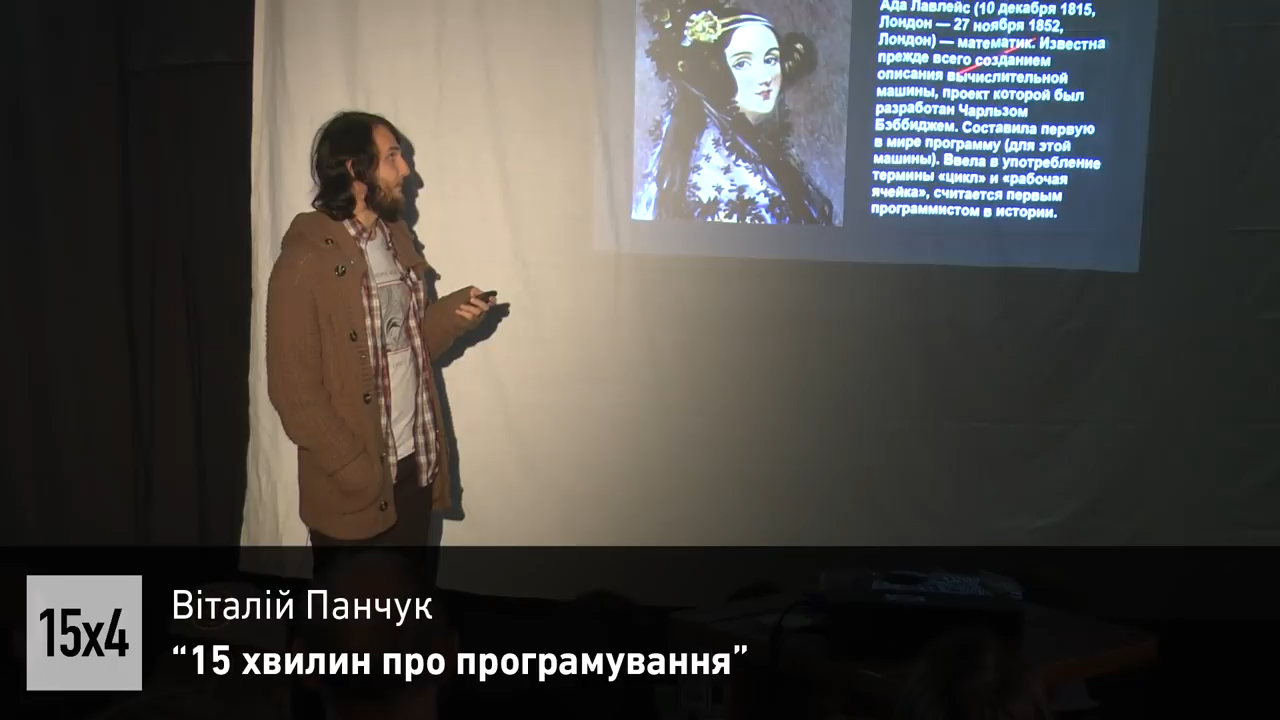 Ада Лавлейс (10 декабря 1815,
Лондон — 27 ноября 1852,
Лондон) — математик. Известна
прежде всего созданием
описания вычислительной
машины, проект которой был
разработан Чарльзом
Бэббиджем. Составила первую
в мире программу (для этой
машины). Ввела в употребление
термины «цикл» и «рабочая
ячейка», считается первым
программистом в истории.
15x4
Віталій Панчук
“15 хвилин про програмування”